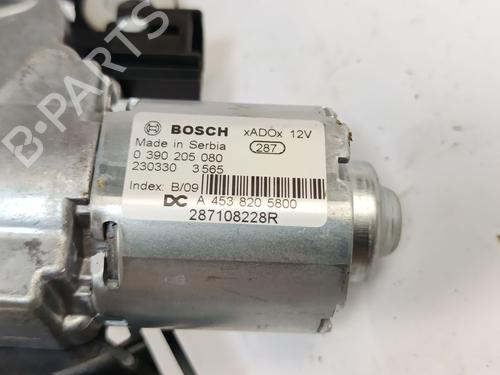 BOSCH xADOx 12V
Made in Serbia 287
0 390 205 080
230330 3565
Index: B/09
DC A 453 820 5800
287108228R
B-PARTS